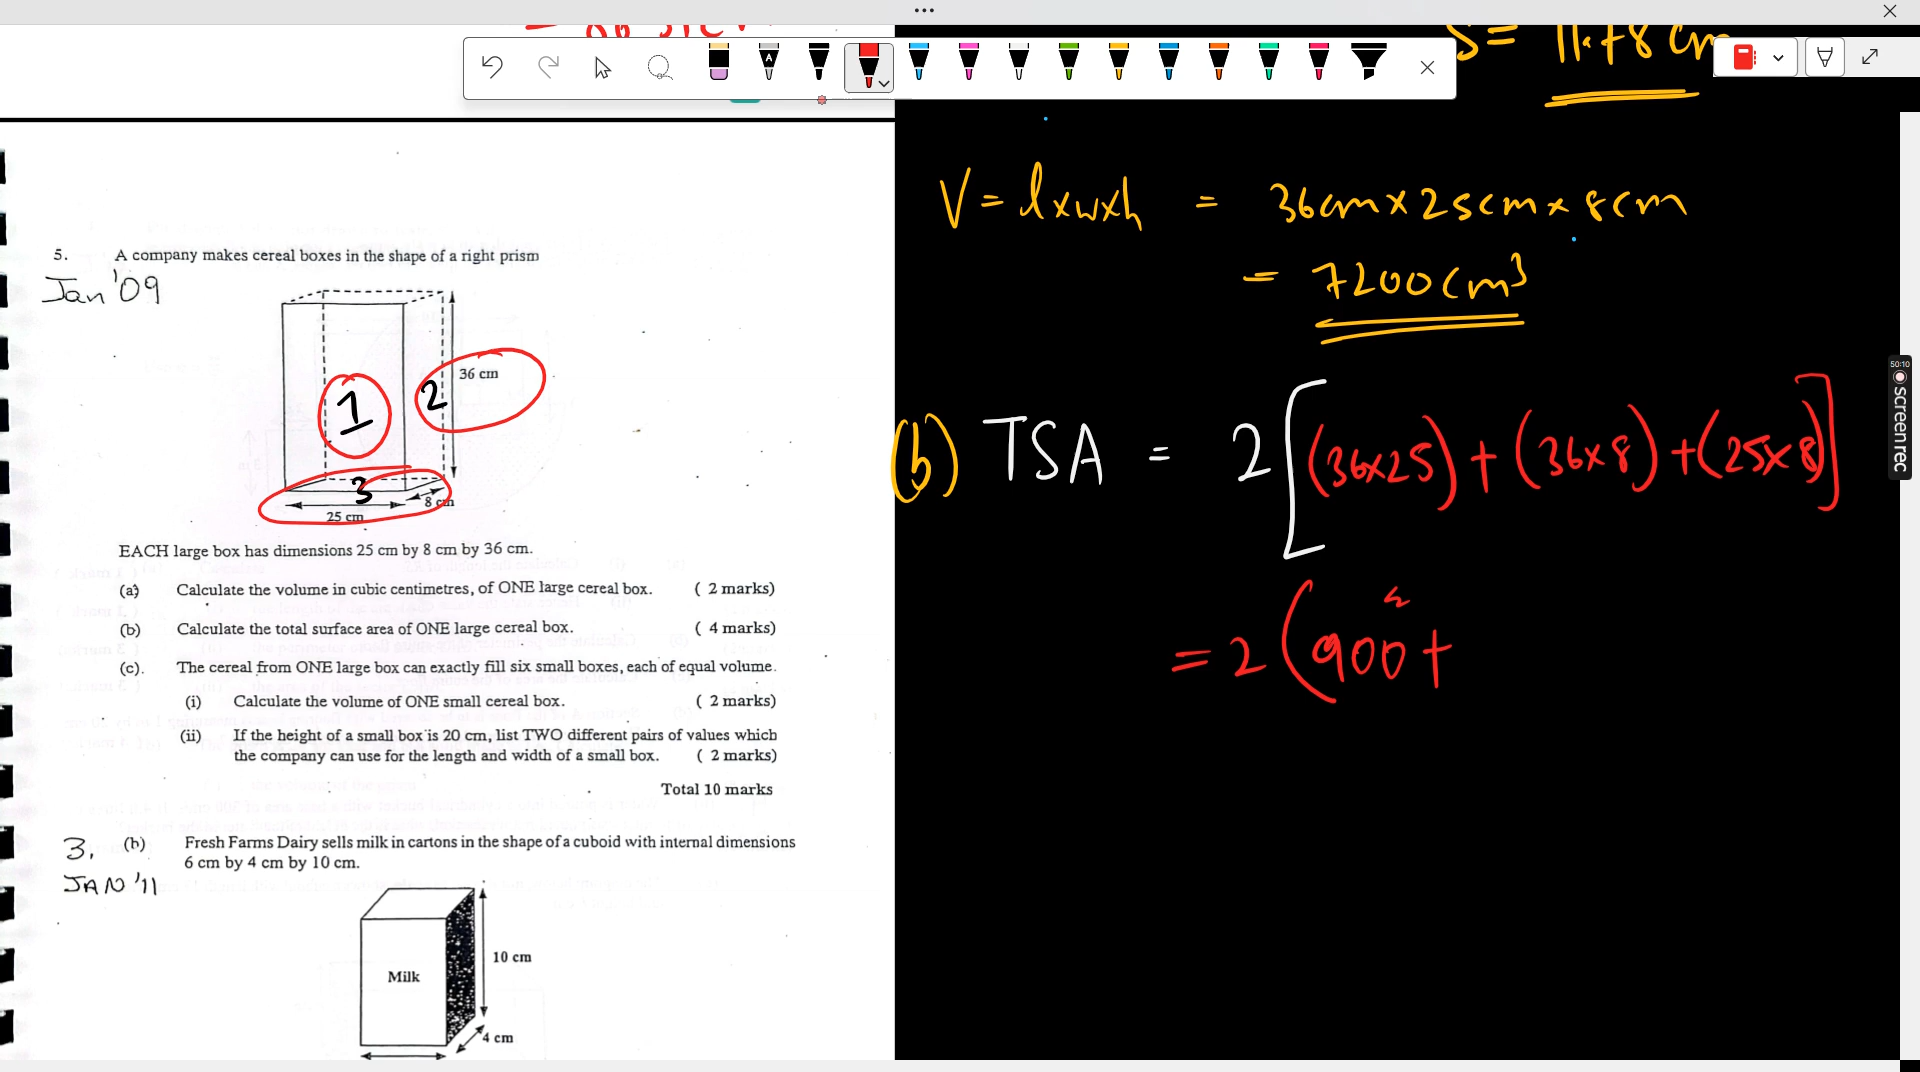 S = 11.78 cm
V = l x w x h = 36cm x 25cm x 8cm
= 7200cm³
5. A company makes cereal boxes in the shape of a right prism
Jan '09
1
2
36 cm
3
8 cm
25 cm
(b) TSA = 2[(36x25) + (36x8) + (25x8)]
= 2(900 +
EACH large box has dimensions 25 cm by 8 cm by 36 cm.
(a) Calculate the volume in cubic centimetres, of ONE large cereal box. ( 2 marks)
(b) Calculate the total surface area of ONE large cereal box. ( 4 marks)
(c). The cereal from ONE large box can exactly fill six small boxes, each of equal volume.
(i) Calculate the volume of ONE small cereal box. ( 2 marks)
(ii) If the height of a small box is 20 cm, list TWO different pairs of values which
the company can use for the length and width of a small box. ( 2 marks)
Total 10 marks
3. (b) Fresh Farms Dairy sells milk in cartons in the shape of a cuboid with internal dimensions
6 cm by 4 cm by 10 cm.
JAN '11
10 cm
Milk
4 cm
50:10
screenrec